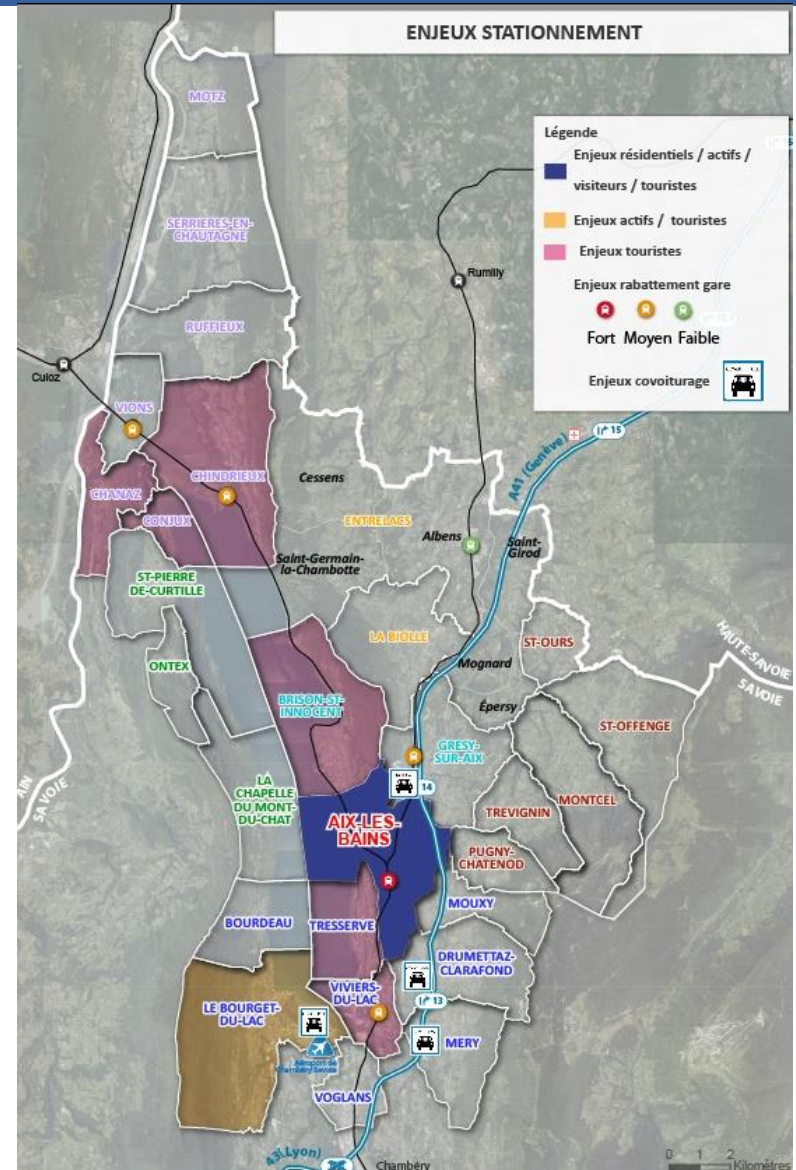 ENJEUX STATIONNEMENT
Légende
Enjeux résidentiels / actifs /
visiteurs / touristes
Enjeux actifs / touristes
Enjeux touristes
Enjeux rabattement gare
Fort Moyen Faible
Enjeux covoiturage
MOTZ
SERRIERES-EN-
CHAUTAGNE
Rumilly
RUFFIEUX
Culoz
VIONS
15
A41 (Genève)
CHINDRIEUX
Cessens
CHANAZ
CONJUX
ENTRELACS
Albens
Saint-
Girod
Saint-Germain-
la-Chambotte
ST-PIERRE
DE-CURTILLE
LA BIOLLE
ST-OURS
ONTEX
Mognard
HAUTE-SAVOIE
SAVOIE
Épersy
BRISON-ST-
INNOCENT
ST-OFFENGE
GRESY-
SUR-AIX
AIN
SAVOIE
14
LA
CHAPELLE
DU MONT-
DU-CHAT
MONTCEL
TREVIGNIN
AIX-LES-
BAINS
PUGNY-
CHATENOD
MOUXY
BOURDEAU
TRESSERVE
DRUMETTAZ-
CLARAFOND
VIVIERS-
DU-LAC
13
LE BOURGET-
DU-LAC
MERY
Aéroport de
Chambéry Savoie
VOGLANS
43(Lyon)
Chambéry
0 1 2
Kilomètres